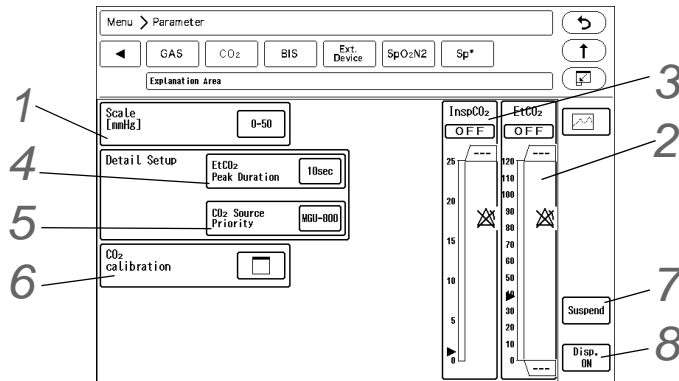 Menu > Parameter
◀ GAS CO₂ BIS Ext. Device SpO₂N2 Sp*
Explanation Area
1
Scale [mmHg]
0-50
Detail Setup
4
EtCO₂ Peak Duration
10sec
5
CO₂ Source Priority
MGU-800
6
CO₂ calibration
InspCO₂
OFF
---
25
20
15
10
5
0
3
EtCO₂
OFF
---
120
110
100
90
80
70
60
50
40
30
20
10
0
---
2
7
Suspend
8
Disp. ON